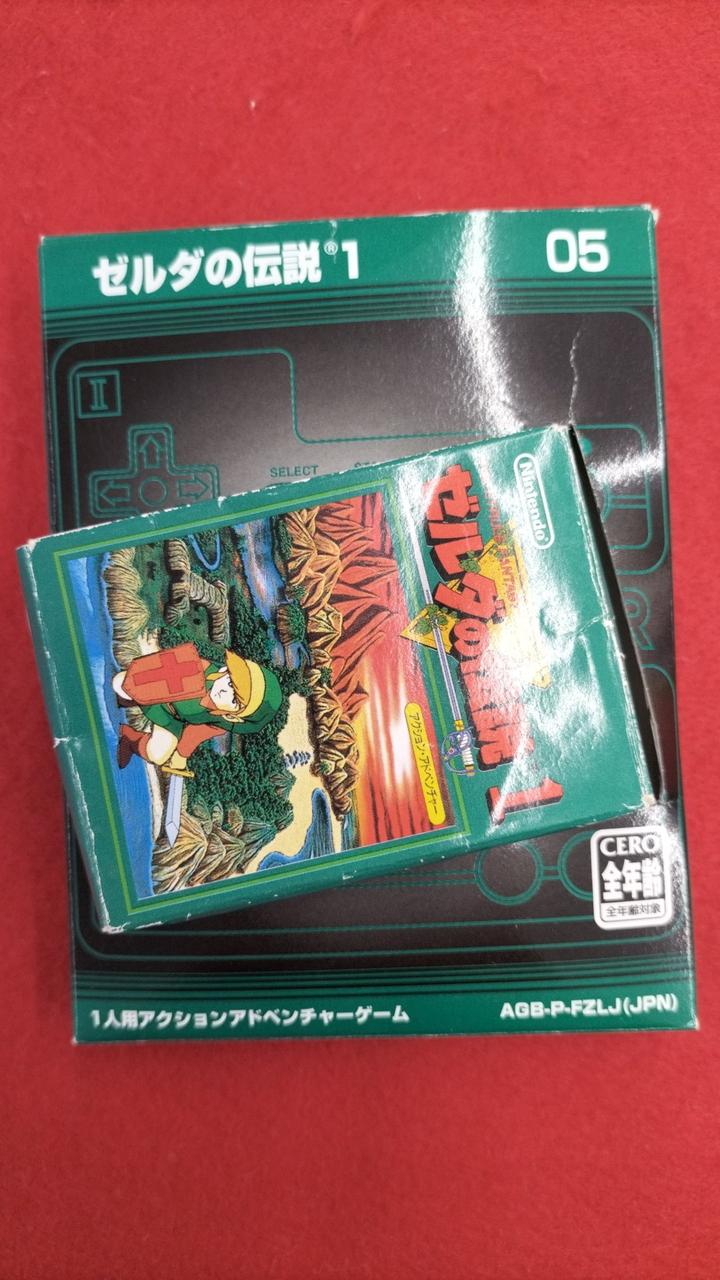 ゼルダの伝説® 1
05
I
SELECT
Nintendo®
ゼルダの伝説 1
アクション・アドベンチャー
CERO
全年齢
全年齢対象
1人用アクションアドベンチャーゲーム
AGB-P-FZLJ(JPN)